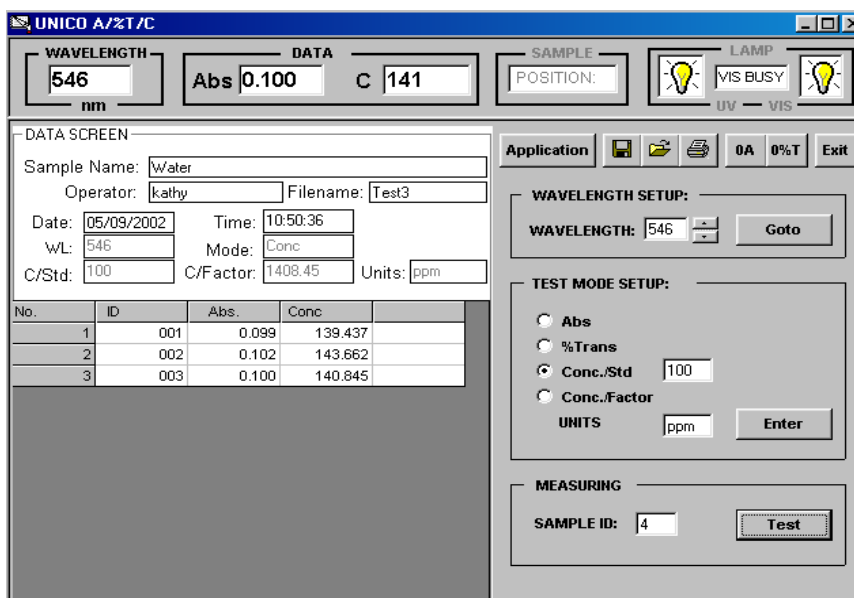 UNICO A/%T/C
WAVELENGTH
546
nm
DATA
Abs 0.100 C 141
SAMPLE
POSITION:
LAMP
VIS BUSY
UV VIS
DATA SCREEN
Sample Name: Water
Operator: kathy Filename: Test3
Date: 05/09/2002 Time: 10:50:36
WL: 546 Mode: Conc
C/Std: 100 C/Factor: 1408.45 Units: ppm
No. ID Abs. Conc
1 001 0.099 139.437
2 002 0.102 143.662
3 003 0.100 140.845
Application 0A 0%T Exit
WAVELENGTH SETUP:
WAVELENGTH: 546 Goto
TEST MODE SETUP:
Abs
%Trans
Conc./Std 100
Conc./Factor
UNITS ppm Enter
MEASURING
SAMPLE ID: 4 Test